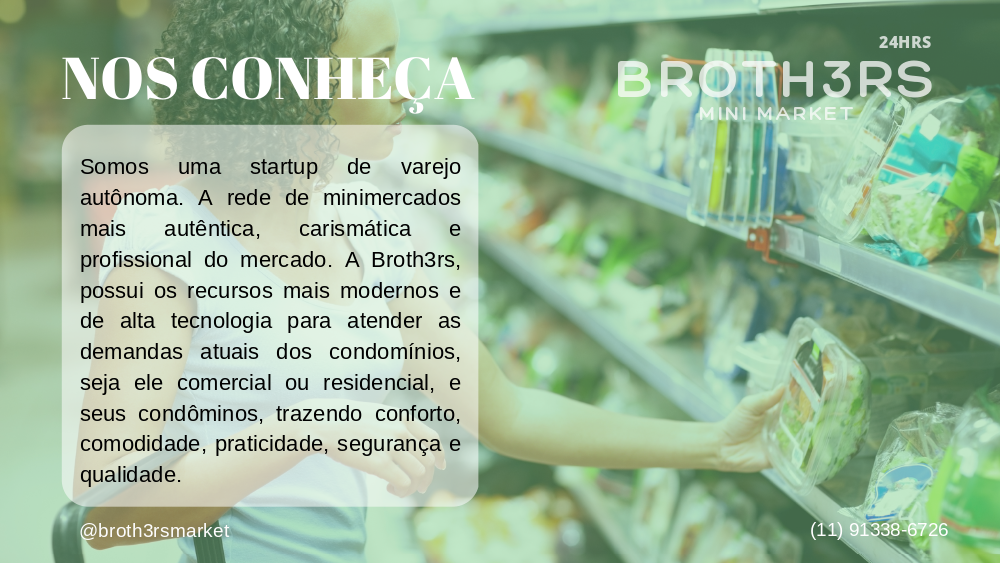 NOS CONHEÇA
24HRS
BROTH3RS
MINI MARKET
Somos uma startup de varejo
autônoma. A rede de minimercados
mais autêntica, carismática e
profissional do mercado. A Broth3rs,
possui os recursos mais modernos e
de alta tecnologia para atender as
demandas atuais dos condomínios,
seja ele comercial ou residencial, e
seus condôminos, trazendo conforto,
comodidade, praticidade, segurança e
qualidade.
@broth3rsmarket
(11) 91338-6726